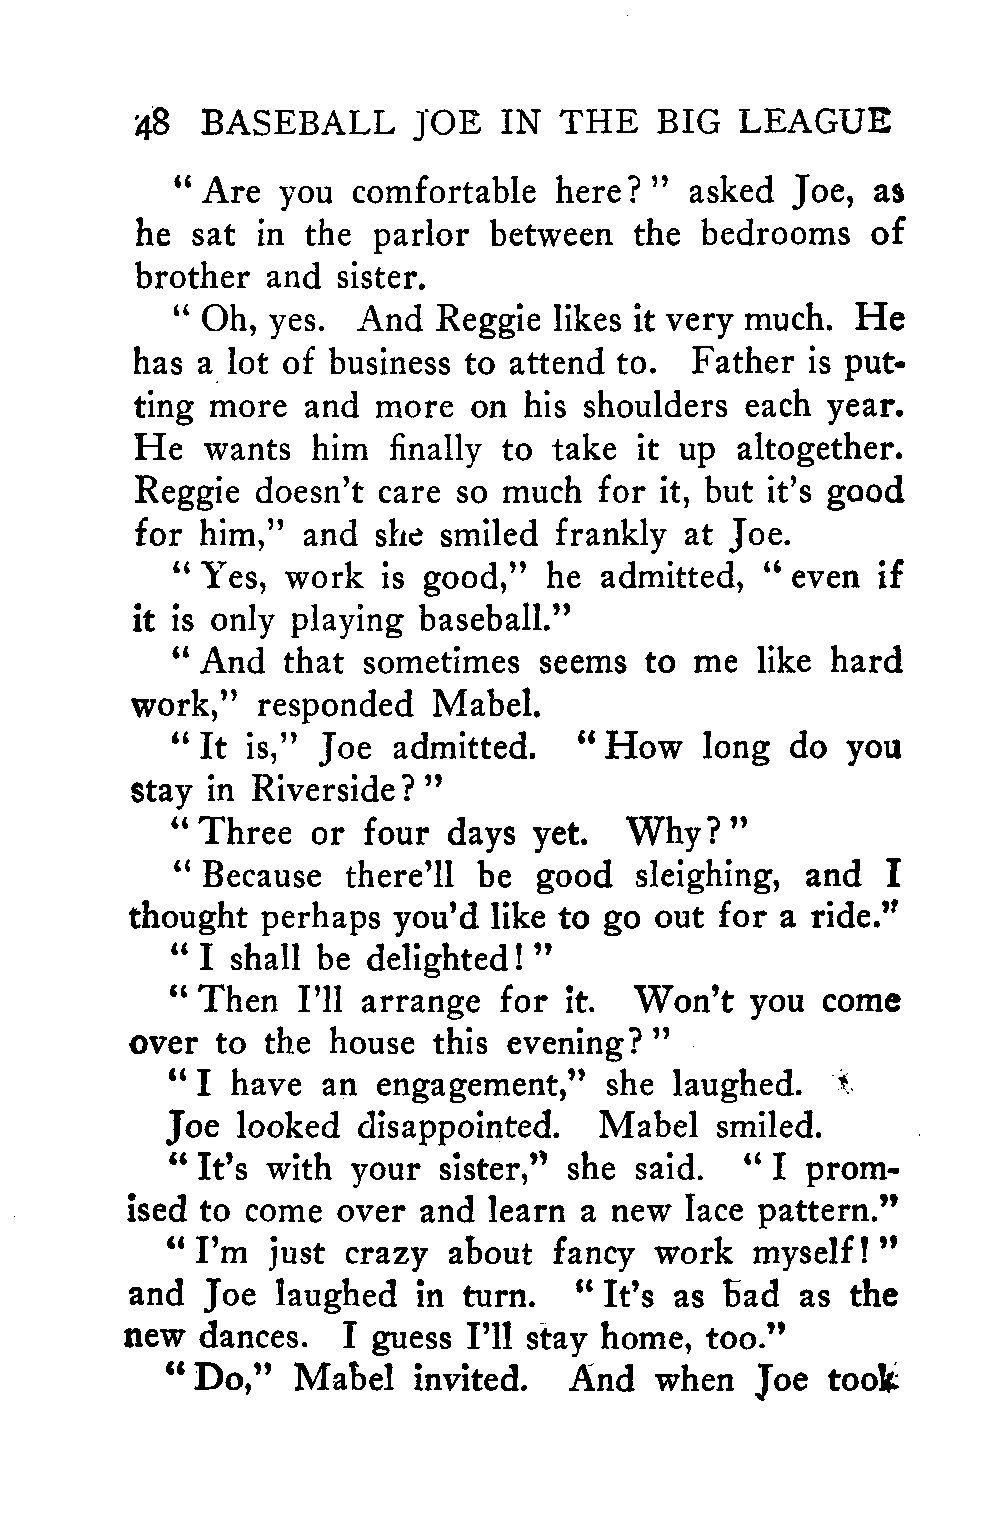 48 BASEBALL JOE IN THE BIG LEAGUE
" Are you comfortable here? " asked Joe, as
he sat in the parlor between the bedrooms of
brother and sister.
" Oh, yes. And Reggie likes it very much. He
has a lot of business to attend to. Father is put-
ting more and more on his shoulders each year.
He wants him finally to take it up altogether.
Reggie doesn't care so much for it, but it's good
for him," and she smiled frankly at Joe.
" Yes, work is good," he admitted, " even if
it is only playing baseball."
" And that sometimes seems to me like hard
work," responded Mabel.
" It is," Joe admitted. " How long do you
stay in Riverside? "
" Three or four days yet. Why? "
" Because there'll be good sleighing, and I
thought perhaps you'd like to go out for a ride."
" I shall be delighted! "
" Then I'll arrange for it. Won't you come
over to the house this evening? "
" I have an engagement," she laughed.
Joe looked disappointed. Mabel smiled.
" It's with your sister," she said. " I prom-
ised to come over and learn a new lace pattern."
" I'm just crazy about fancy work myself! "
and Joe laughed in turn. " It's as bad as the
new dances. I guess I'll stay home, too."
" Do," Mabel invited. And when Joe took